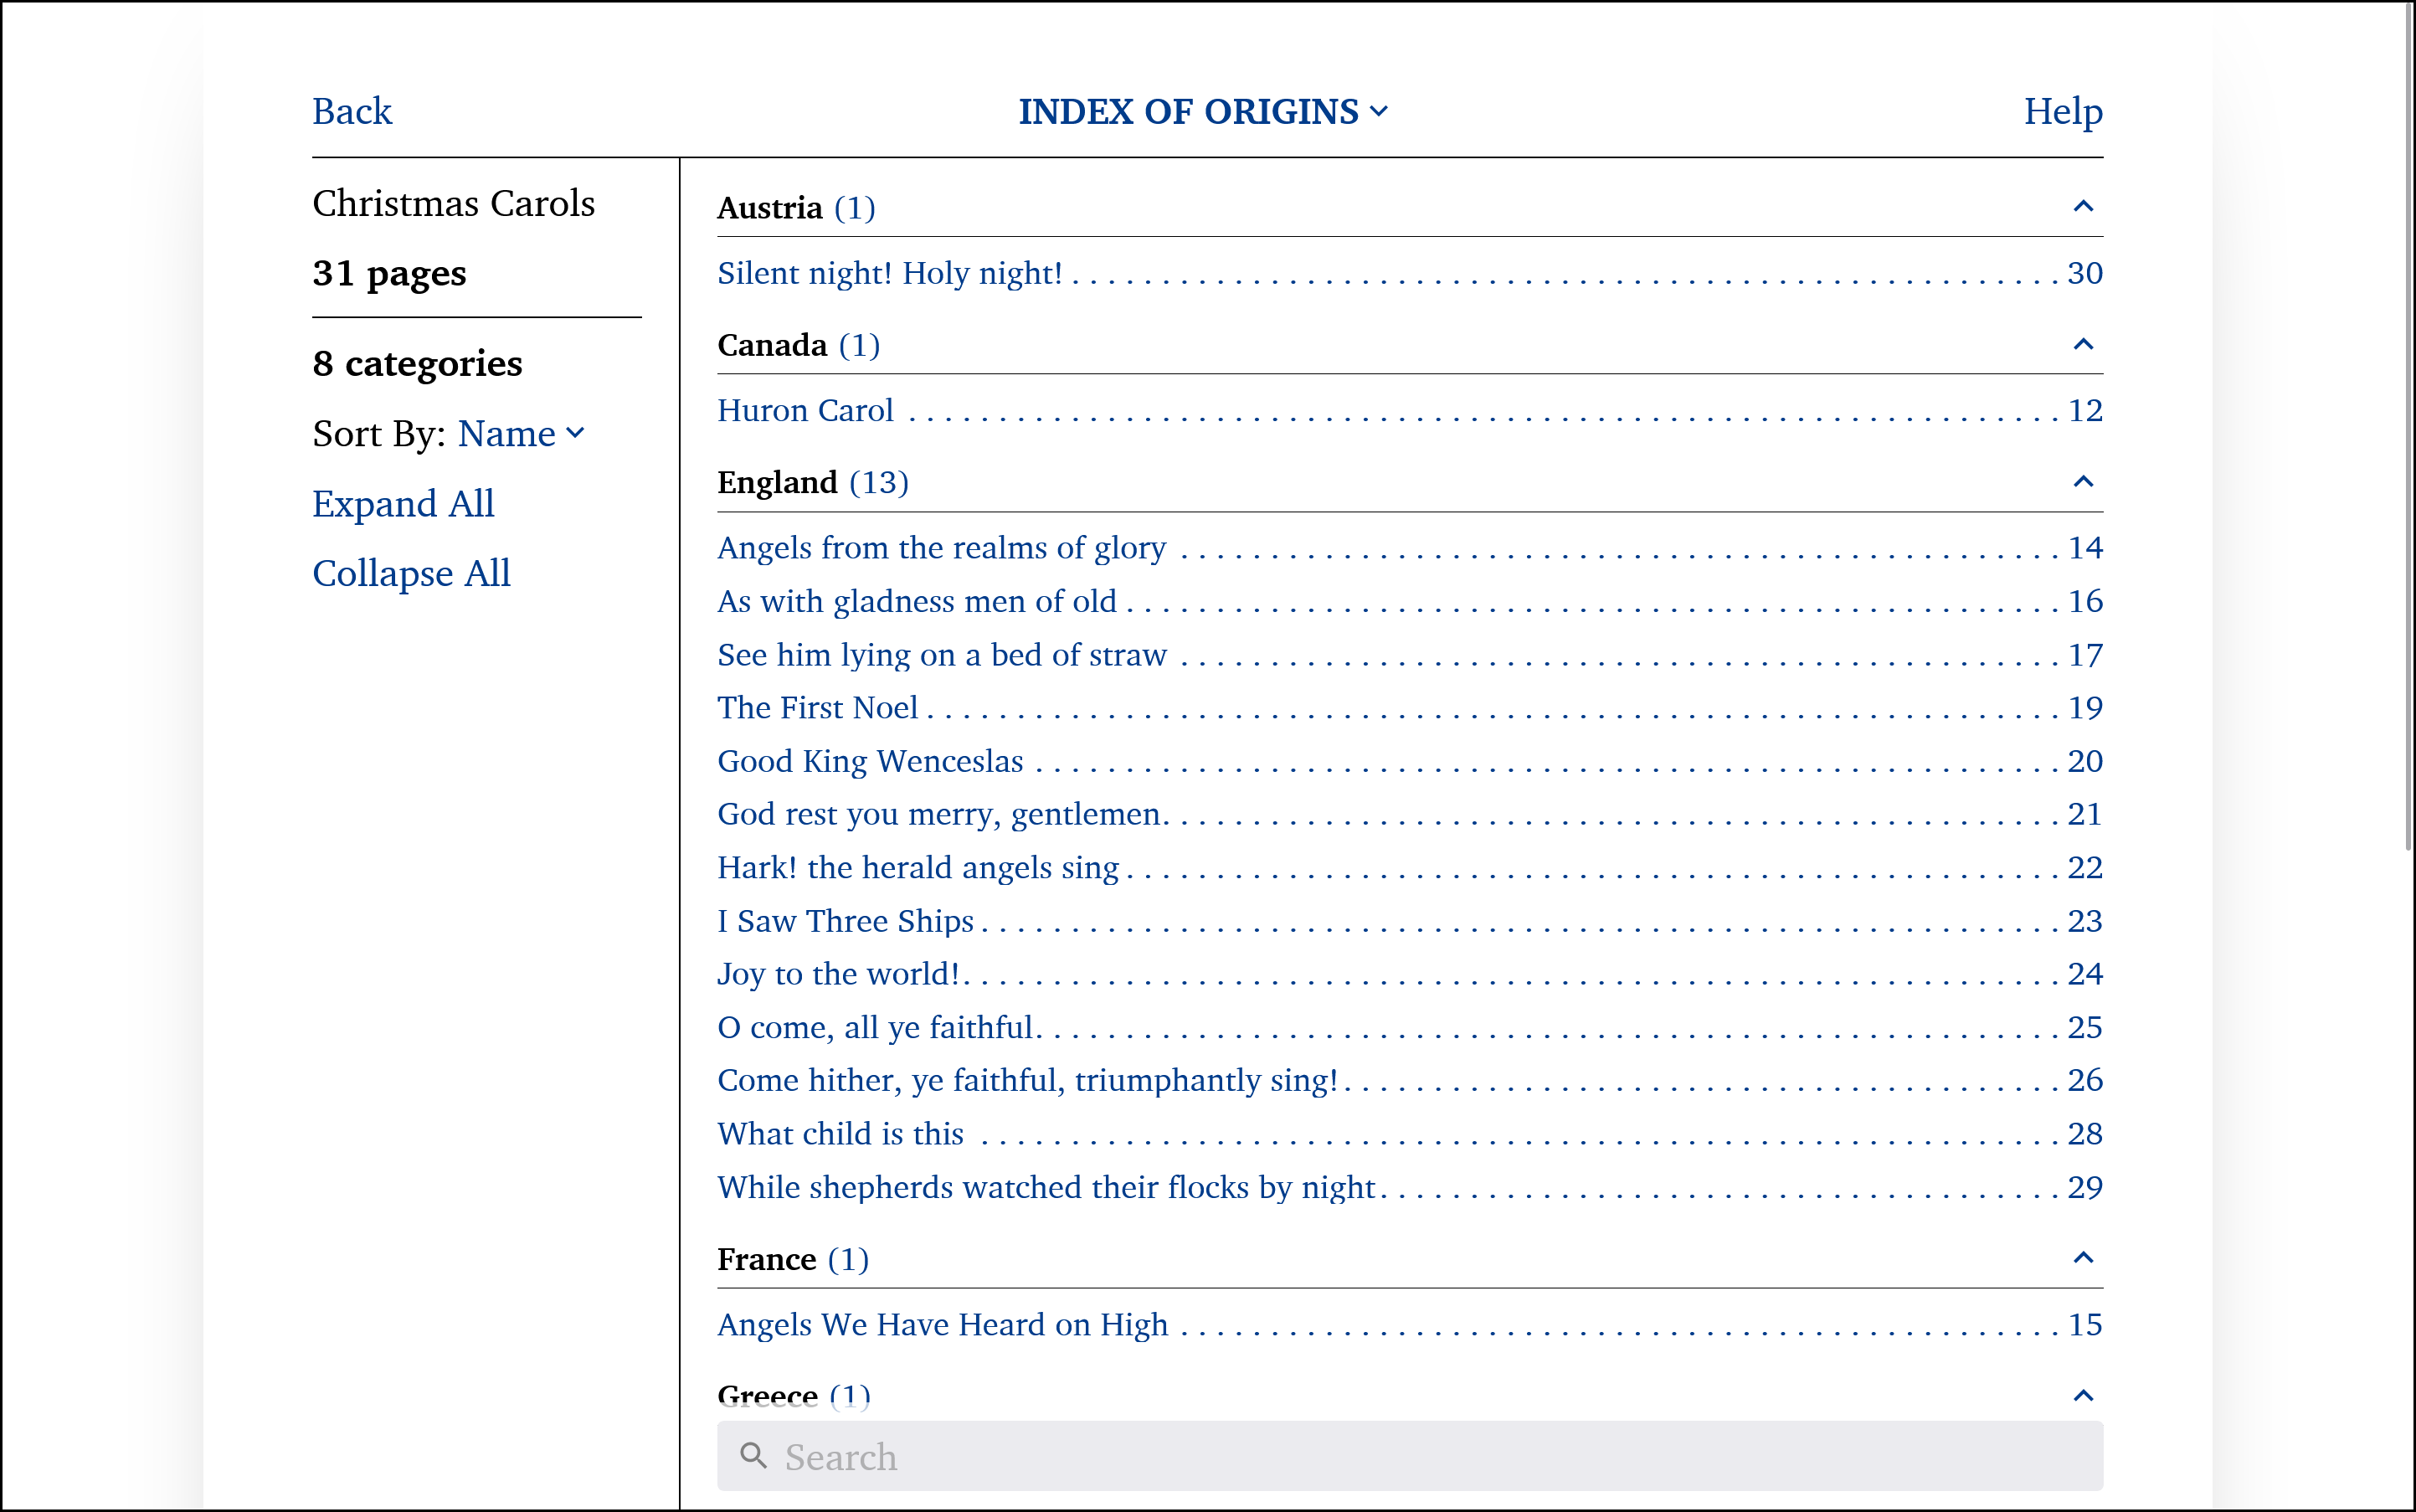 Back
INDEX OF ORIGINS
Help
Christmas Carols
31 pages
8 categories
Sort By: Name
Expand All
Collapse All
Austria (1)
Silent night! Holy night! . . . . . . . . . . . . . . . . . . . . . . . . . . . . . . 30
Canada (1)
Huron Carol . . . . . . . . . . . . . . . . . . . . . . . . . . . . . . 12
England (13)
Angels from the realms of glory . . . . . . . . . . . . . . . . . . . . 14
As with gladness men of old . . . . . . . . . . . . . . . . . . . . 16
See him lying on a bed of straw . . . . . . . . . . . . . . . . . . . . 17
The First Noel . . . . . . . . . . . . . . . . . . . . 19
Good King Wenceslas . . . . . . . . . . . . . . . . . . . . 20
God rest you merry, gentlemen . . . . . . . . . . . . . . . . . . . . 21
Hark! the herald angels sing . . . . . . . . . . . . . . . . . . . . 22
I Saw Three Ships . . . . . . . . . . . . . . . . . . . . 23
Joy to the world! . . . . . . . . . . . . . . . . . . . . 24
O come, all ye faithful . . . . . . . . . . . . . . . . . . . . 25
Come hither, ye faithful, triumphantly sing! . . . . . . . . . . . . . . . . . . . . 26
What child is this . . . . . . . . . . . . . . . . . . . . 28
While shepherds watched their flocks by night . . . . . . . . . . . . . . . . . . . . 29
France (1)
Angels We Have Heard on High . . . . . . . . . . . . . . . . . . . . 15
Greece (1)
Search